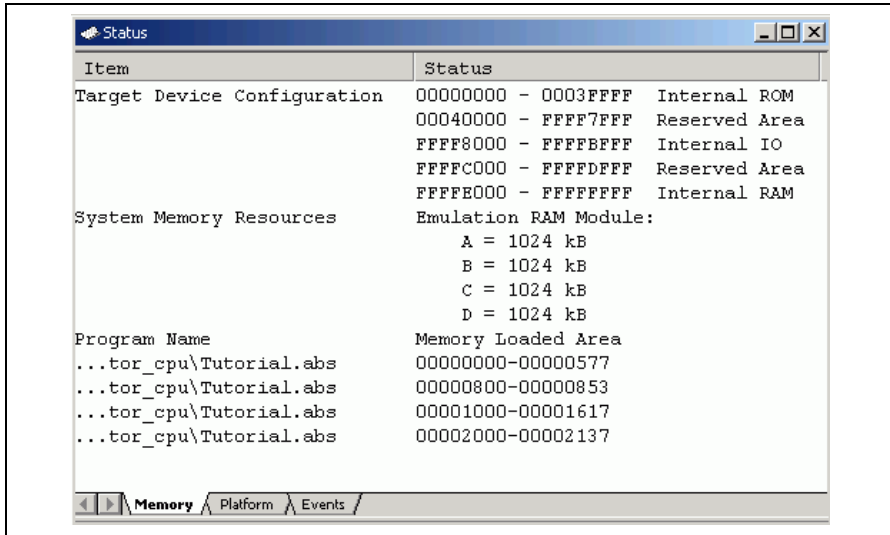 Status
Item Status
Target Device Configuration 00000000 - 0003FFFF Internal ROM
00040000 - FFFF7FFF Reserved Area
FFFF8000 - FFFFBFFF Internal IO
FFFFC000 - FFFFDFFF Reserved Area
FFFFE000 - FFFFFFFF Internal RAM
System Memory Resources Emulation RAM Module:
A = 1024 kB
B = 1024 kB
C = 1024 kB
D = 1024 kB
Program Name Memory Loaded Area
...tor_cpu\Tutorial.abs 00000000-00000577
...tor_cpu\Tutorial.abs 00000800-00000853
...tor_cpu\Tutorial.abs 00001000-00001617
...tor_cpu\Tutorial.abs 00002000-00002137
Memory Platform Events